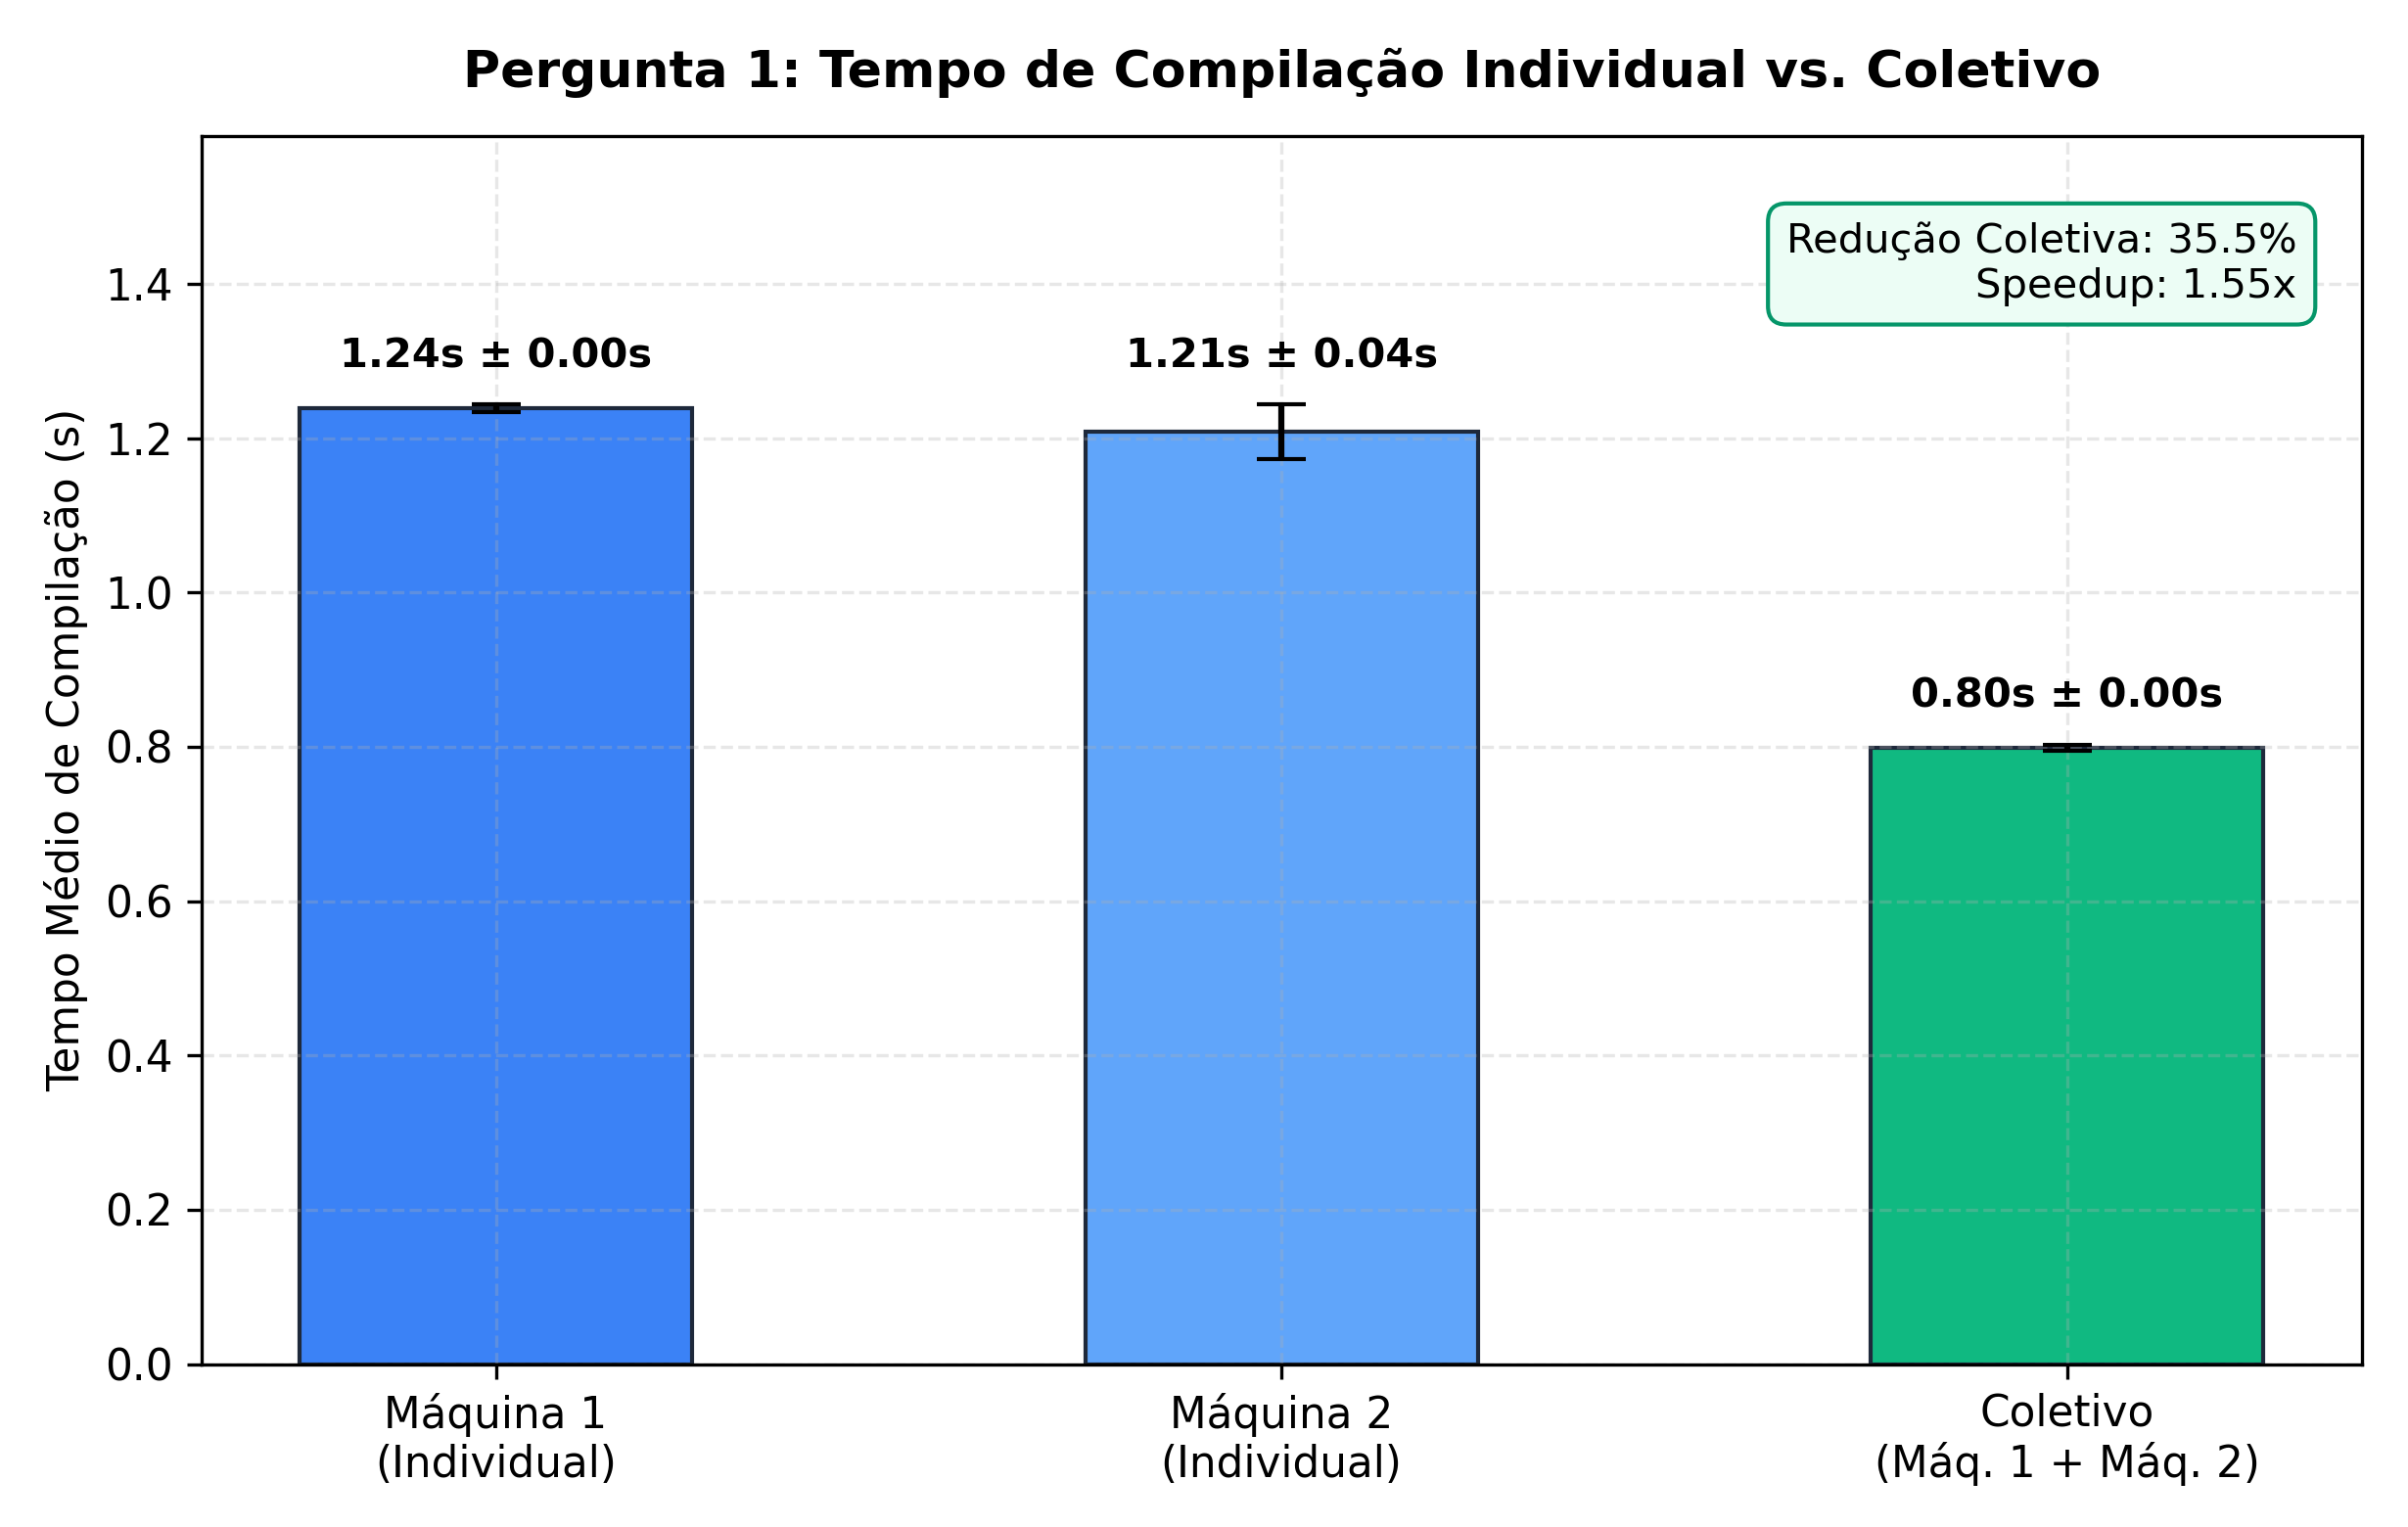 Pergunta 1: Tempo de Compilação Individual vs. Coletivo
Redução Coletiva: 35.5%
Speedup: 1.55x
Tempo Médio de Compilação (s)
1.4
1.2
1.0
0.8
0.6
0.4
0.2
0.0
1.24s ± 0.00s
1.21s ± 0.04s
0.80s ± 0.00s
Máquina 1
(Individual)
Máquina 2
(Individual)
Coletivo
(Máq. 1 + Máq. 2)